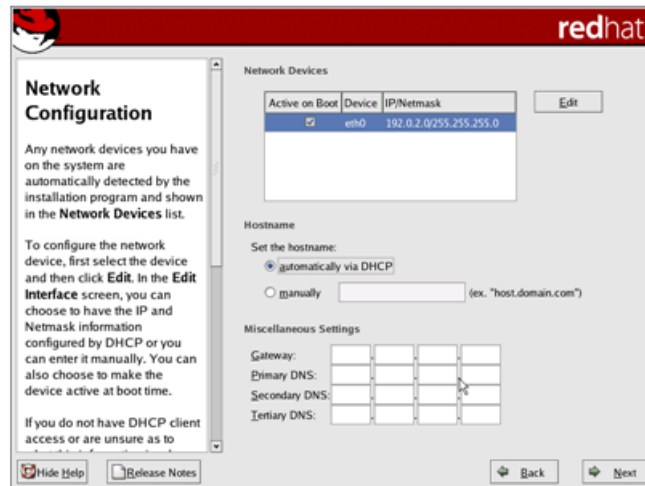 redhat
Network
Configuration
Any network devices you have
on the system are
automatically detected by the
installation program and shown
in the Network Devices list.
To configure the network
device, first select the device
and then click Edit. In the Edit
Interface screen, you can
choose to have the IP and
Netmask information
configured by DHCP or you
can enter it manually. You can
also choose to make the
device active at boot time.
If you do not have DHCP client
access or are unsure as to
Network Devices
Active on Boot Device IP/Netmask
eth0 192.0.2.0/255.255.255.0
Edit
Hostname
Set the hostname:
automatically via DHCP
manually (ex. "host.domain.com")
Miscellaneous Settings
Gateway:
Primary DNS:
Secondary DNS:
Tertiary DNS:
Hide Help Release Notes Back Next